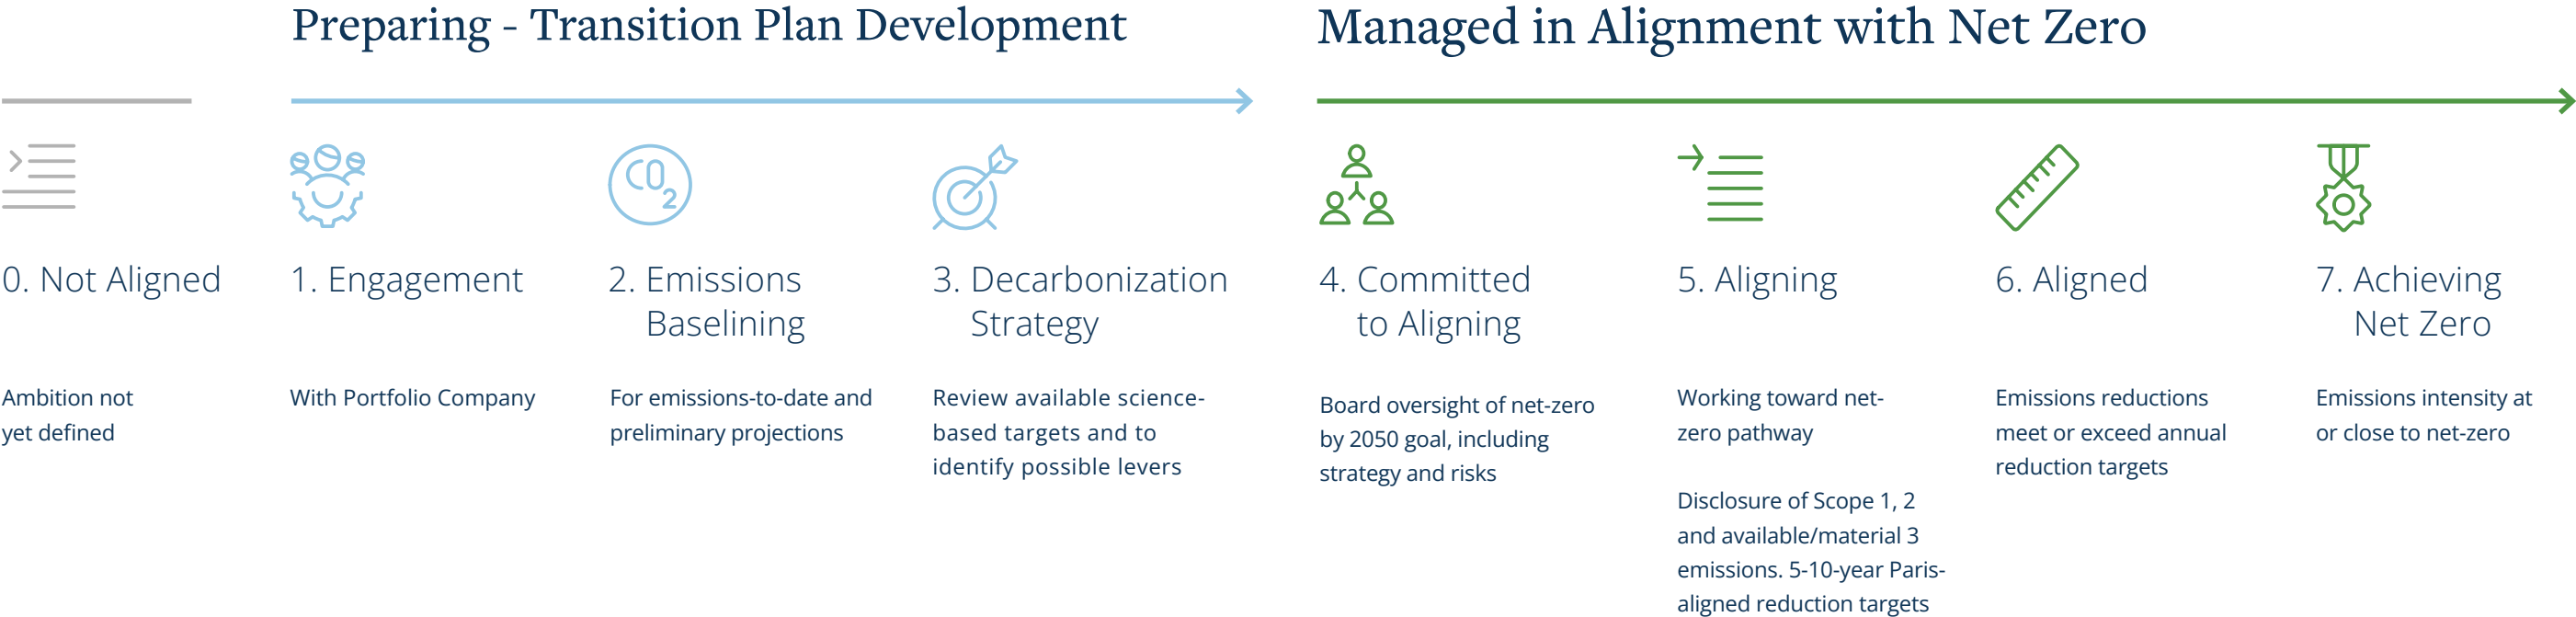 Preparing - Transition Plan Development
Managed in Alignment with Net Zero
CO2
0. Not Aligned
Ambition not
yet defined
1. Engagement
With Portfolio Company
2. Emissions
Baselining
For emissions-to-date and
preliminary projections
3. Decarbonization
Strategy
Review available science-
based targets and to
identify possible levers
4. Committed
to Aligning
Board oversight of net-zero
by 2050 goal, including
strategy and risks
5. Aligning
Working toward net-
zero pathway
Disclosure of Scope 1, 2
and available/material 3
emissions. 5-10-year Paris-
aligned reduction targets
6. Aligned
Emissions reductions
meet or exceed annual
reduction targets
7. Achieving
Net Zero
Emissions intensity at
or close to net-zero